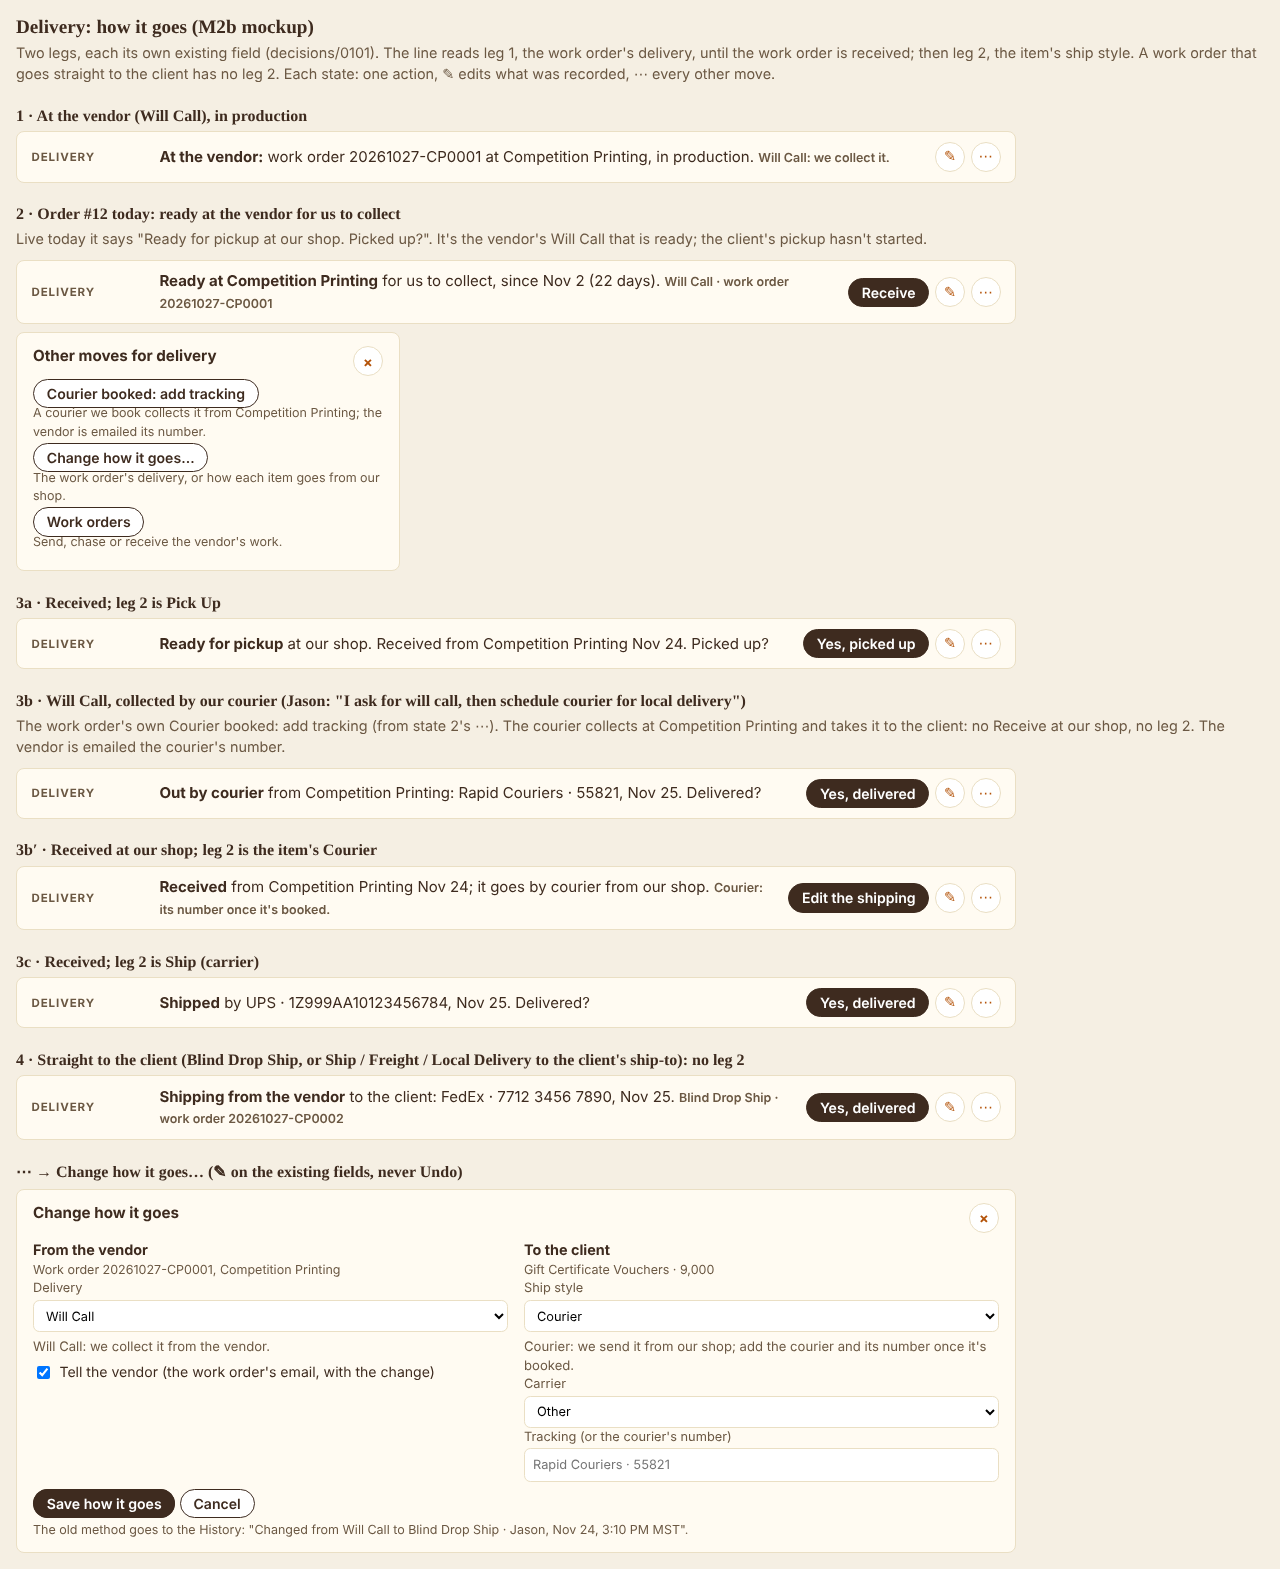 Delivery: how it goes (M2b mockup)
Two legs, each its own existing field (decisions/0101). The line reads leg 1, the work order's delivery, until the work order is received; then leg 2, the item's ship style. A work order that
goes straight to the client has no leg 2. Each state: one action, ✎ edits what was recorded, ⋯ every other move.
1 · At the vendor (Will Call), in production
DELIVERY
At the vendor: work order 20261027-CP0001 at Competition Printing, in production. Will Call: we collect it.
✎ ⋯
2 · Order #12 today: ready at the vendor for us to collect
Live today it says "Ready for pickup at our shop. Picked up?". It's the vendor's Will Call that is ready; the client's pickup hasn't started.
DELIVERY
Ready at Competition Printing for us to collect, since Nov 2 (22 days). Will Call · work order
20261027-CP0001
Receive ✎ ⋯
Other moves for delivery
×
Courier booked: add tracking
A courier we book collects it from Competition Printing; the
vendor is emailed its number.
Change how it goes…
The work order's delivery, or how each item goes from our
shop.
Work orders
Send, chase or receive the vendor's work.
3a · Received; leg 2 is Pick Up
DELIVERY
Ready for pickup at our shop. Received from Competition Printing Nov 24. Picked up?
Yes, picked up ✎ ⋯
3b · Will Call, collected by our courier (Jason: "I ask for will call, then schedule courier for local delivery")
The work order's own Courier booked: add tracking (from state 2's ⋯). The courier collects at Competition Printing and takes it to the client: no Receive at our shop, no leg 2. The
vendor is emailed the courier's number.
DELIVERY
Out by courier from Competition Printing: Rapid Couriers · 55821, Nov 25. Delivered?
Yes, delivered ✎ ⋯
3b′ · Received at our shop; leg 2 is the item's Courier
DELIVERY
Received from Competition Printing Nov 24; it goes by courier from our shop. Courier:
its number once it's booked.
Edit the shipping ✎ ⋯
3c · Received; leg 2 is Ship (carrier)
DELIVERY
Shipped by UPS · 1Z999AA10123456784, Nov 25. Delivered?
Yes, delivered ✎ ⋯
4 · Straight to the client (Blind Drop Ship, or Ship / Freight / Local Delivery to the client's ship-to): no leg 2
DELIVERY
Shipping from the vendor to the client: FedEx · 7712 3456 7890, Nov 25. Blind Drop Ship ·
work order 20261027-CP0002
Yes, delivered ✎ ⋯
⋯ → Change how it goes… (✎ on the existing fields, never Undo)
Change how it goes
×
From the vendor
Work order 20261027-CP0001, Competition Printing
Delivery
Will Call
Will Call: we collect it from the vendor.
Tell the vendor (the work order's email, with the change)
To the client
Gift Certificate Vouchers · 9,000
Ship style
Courier
Courier: we send it from our shop; add the courier and its number once it's
booked.
Carrier
Other
Tracking (or the courier's number)
Rapid Couriers · 55821
Save how it goes Cancel
The old method goes to the History: "Changed from Will Call to Blind Drop Ship · Jason, Nov 24, 3:10 PM MST".